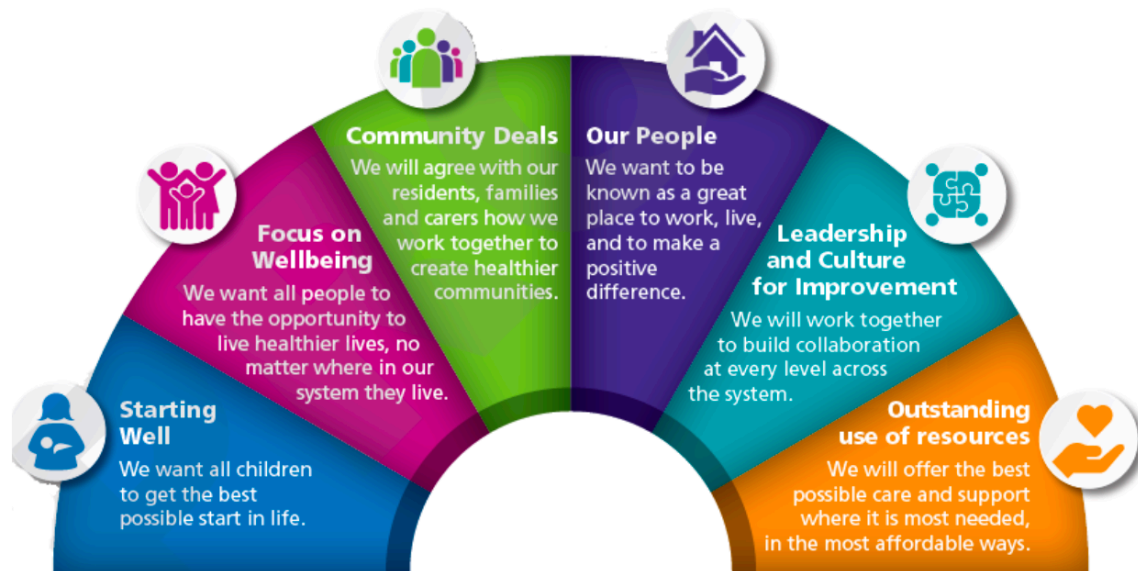 Starting
Well
We want all children
to get the best
possible start in life.
Focus on
Wellbeing
We want all people to
have the opportunity to
live healthier lives, no
matter where in our
system they live.
Community Deals
We will agree with our
residents, families
and carers how we
work together to
create healthier
communities.
Our People
We want to be
known as a great
place to work, live,
and to make a
positive
difference.
Leadership
and Culture
for Improvement
We will work together
to build collaboration
at every level across
the system.
Outstanding
use of resources
We will offer the best
possible care and support
where it is most needed,
in the most affordable ways.